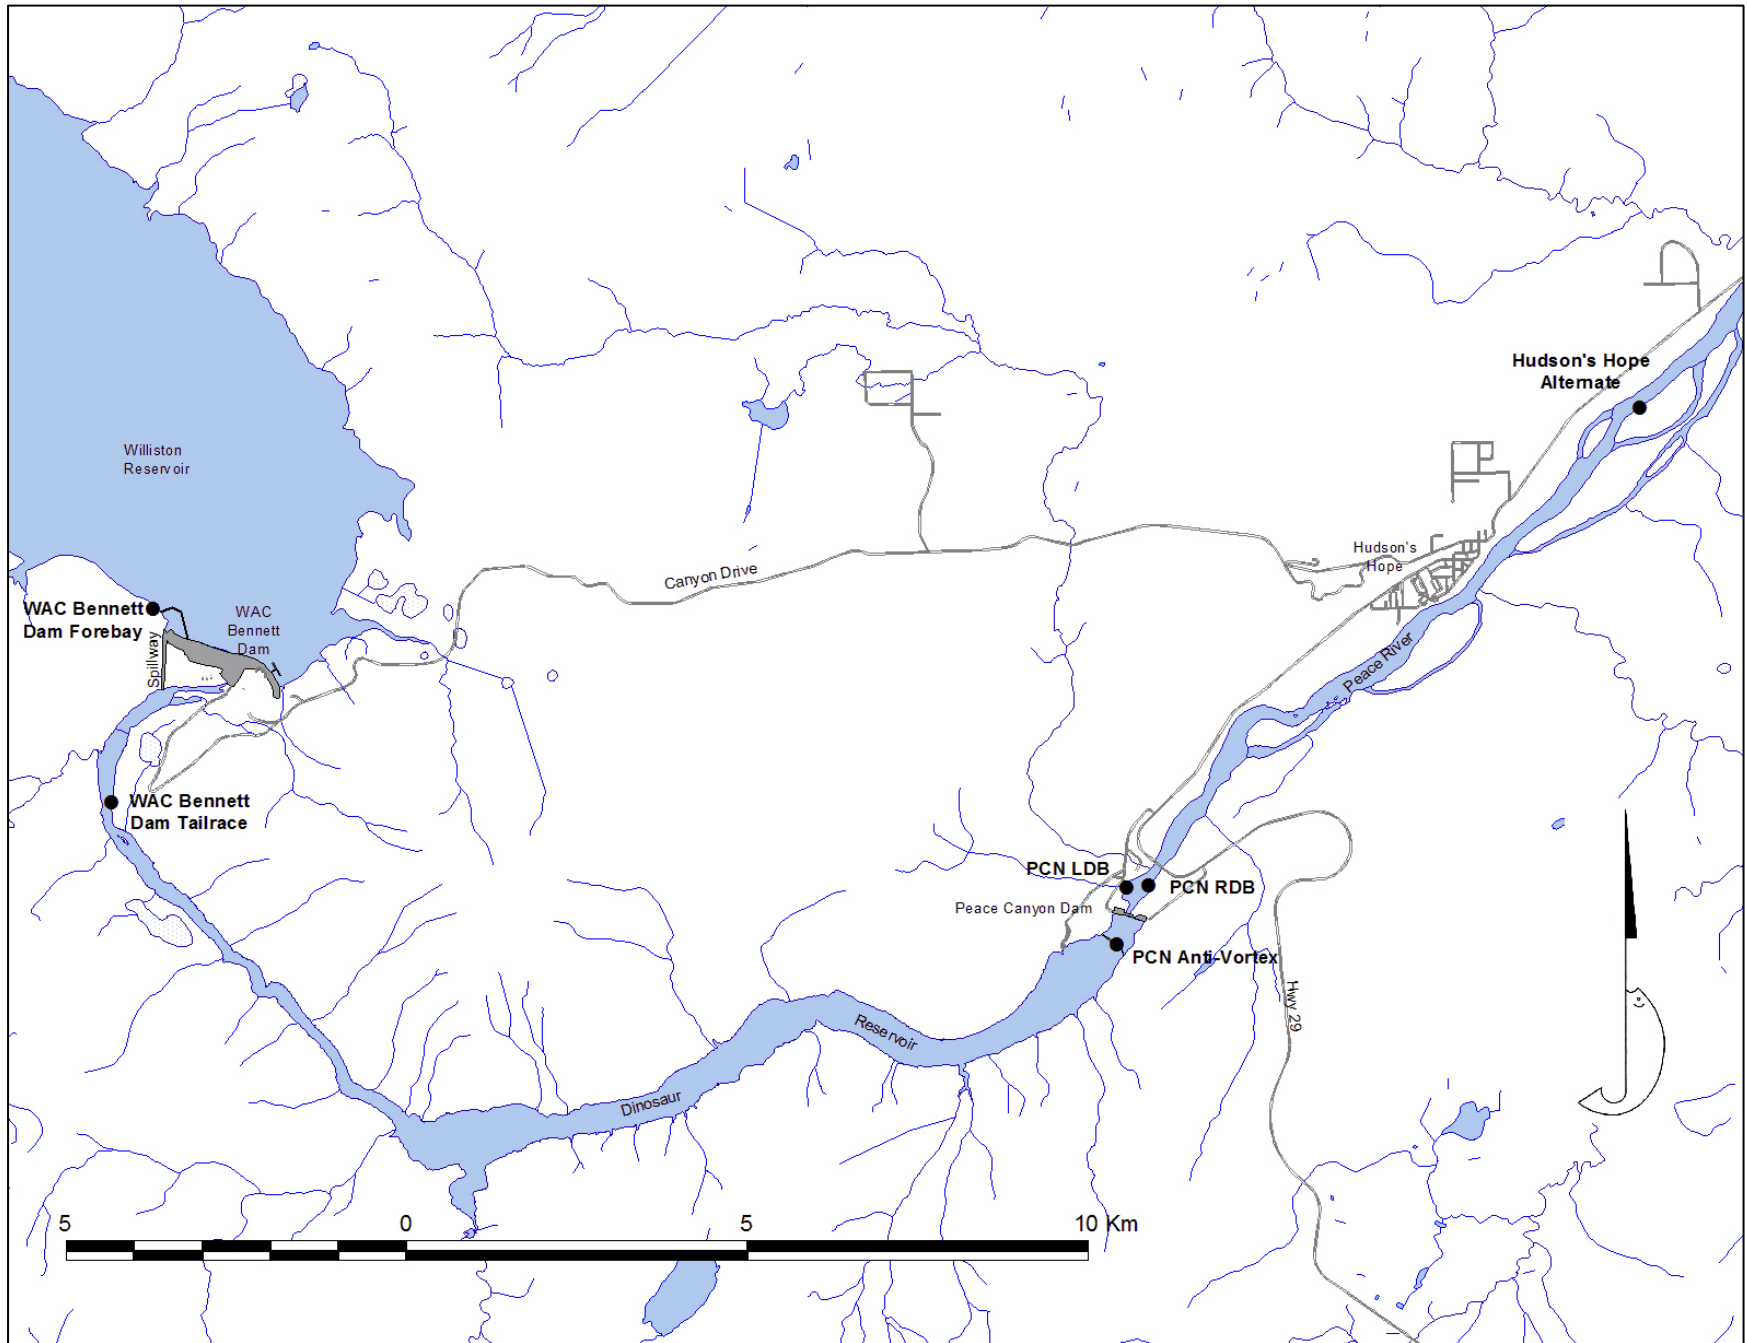 Hudson's Hope
Alternate
Williston
Reservoir
Hudson's
Hope
Canyon Drive
WAC Bennett
Dam Forebay
WAC
Bennett
Dam
Spillway
Peace River
WAC Bennett
Dam Tailrace
PCN LDB
PCN RDB
Peace Canyon Dam
PCN Anti-Vortex
Hwy 29
Reservoir
Dinosaur
5 0 5 10 Km